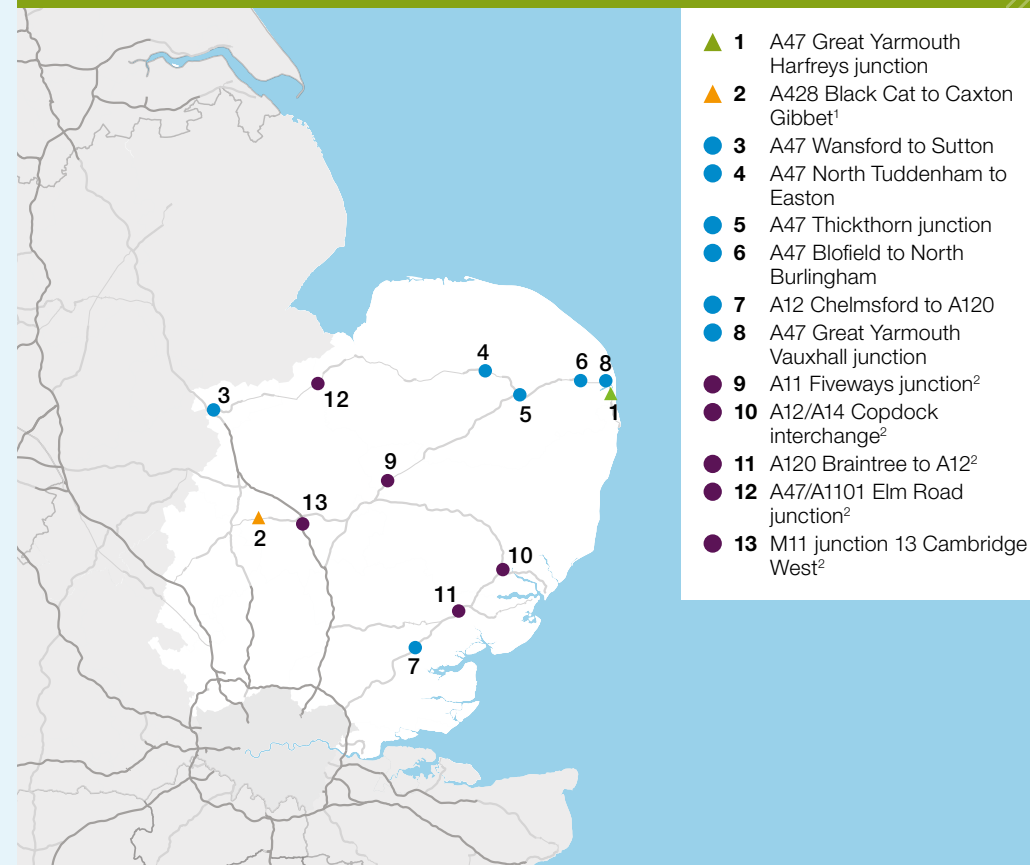 1 A47 Great Yarmouth
Harfreys junction
2 A428 Black Cat to Caxton
Gibbet¹
3 A47 Wansford to Sutton
4 A47 North Tuddenham to
Easton
5 A47 Thickthorn junction
6 A47 Blofield to North
Burlingham
7 A12 Chelmsford to A120
8 A47 Great Yarmouth
Vauxhall junction
9 A11 Fiveways junction²
10 A12/A14 Copdock
interchange²
11 A120 Braintree to A12²
12 A47/A1101 Elm Road
junction²
13 M11 junction 13 Cambridge
West²
4
6 8
3
12
5
1
9
13
2
10
11
7